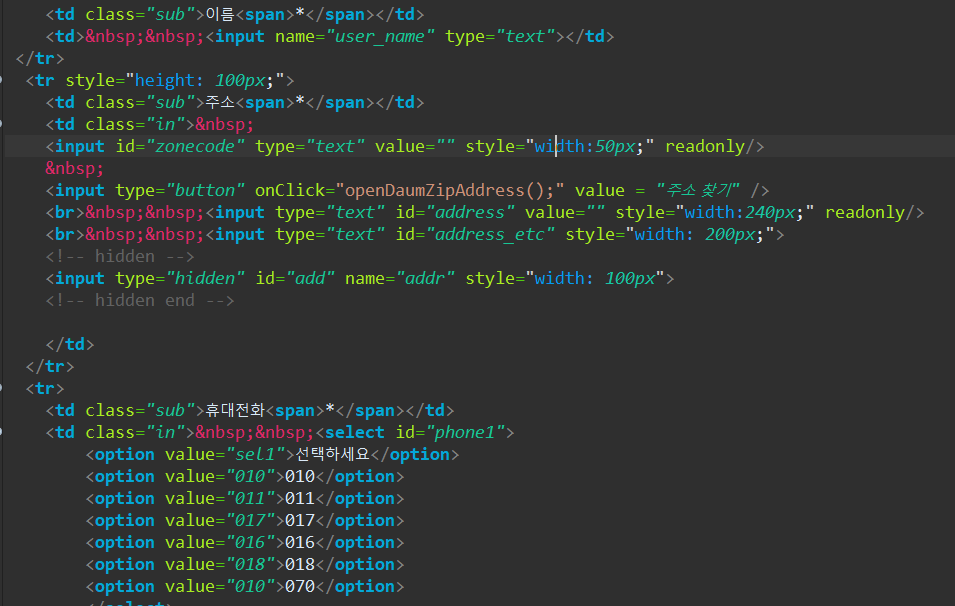 <td class="sub">이름<span>*</span></td>
<td>&nbsp;&nbsp;<input name="user_name" type="text"></td>
</tr>
<tr style="height: 100px;">
<td class="sub">주소<span>*</span></td>
<td class="in">&nbsp;
<input id="zonecode" type="text" value="" style="width:50px;" readonly/>
&nbsp;
<input type="button" onClick="openDaumZipAddress();" value = "주소 찾기" />
<br>&nbsp;&nbsp;<input type="text" id="address" value="" style="width:240px;" readonly/>
<br>&nbsp;&nbsp;<input type="text" id="address_etc" style="width: 200px;">
<!-- hidden -->
<input type="hidden" id="add" name="addr" style="width: 100px">
<!-- hidden end -->
</td>
</tr>
<tr>
<td class="sub">휴대전화<span>*</span></td>
<td class="in">&nbsp;&nbsp;<select id="phone1">
<option value="sel1">선택하세요</option>
<option value="010">010</option>
<option value="011">011</option>
<option value="017">017</option>
<option value="016">016</option>
<option value="018">018</option>
<option value="010">070</option>
</select>